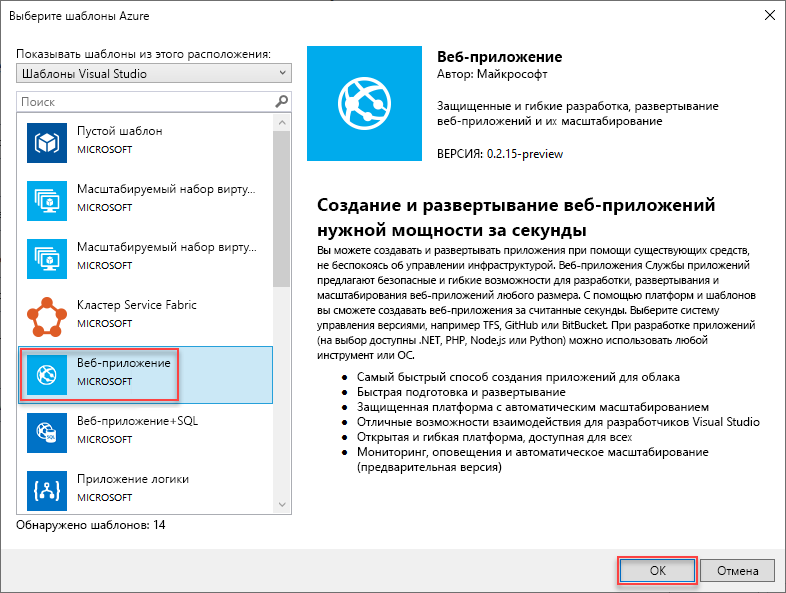 Выберите шаблоны Azure
Показывать шаблоны из этого расположения:
Шаблоны Visual Studio
Поиск
Пустой шаблон
MICROSOFT
Масштабируемый набор вирту...
MICROSOFT
Масштабируемый набор вирту...
MICROSOFT
Кластер Service Fabric
MICROSOFT
Веб-приложение
MICROSOFT
Веб-приложение+SQL
MICROSOFT
Приложение логики
MICROSOFT
Обнаружено шаблонов: 14
Веб-приложение
Автор: Майкрософт
Защищенные и гибкие разработка, развертывание
веб-приложений и их масштабирование
ВЕРСИЯ: 0.2.15-preview
Создание и развертывание веб-приложений
нужной мощности за секунды
Вы можете создавать и развертывать приложения при помощи существующих средств,
не беспокоясь об управлении инфраструктурой. Веб-приложения Службы приложений
предлагают безопасные и гибкие возможности для разработки, развертывания и
масштабирования веб-приложений любого размера. С помощью платформ и шаблонов
вы сможете создавать веб-приложения за считанные секунды. Выберите систему
управления версиями, например TFS, GitHub или BitBucket. При разработке приложений
(на выбор доступны .NET, PHP, Node.js или Python) можно использовать любой
инструмент или ОС.
• Самый быстрый способ создания приложений для облака
• Быстрая подготовка и развертывание
• Защищенная платформа с автоматическим масштабированием
• Отличные возможности взаимодействия для разработчиков Visual Studio
• Открытая и гибкая платформа, доступная для всех
• Мониторинг, оповещения и автоматическое масштабирование
(предварительная версия)
ОК
Отмена